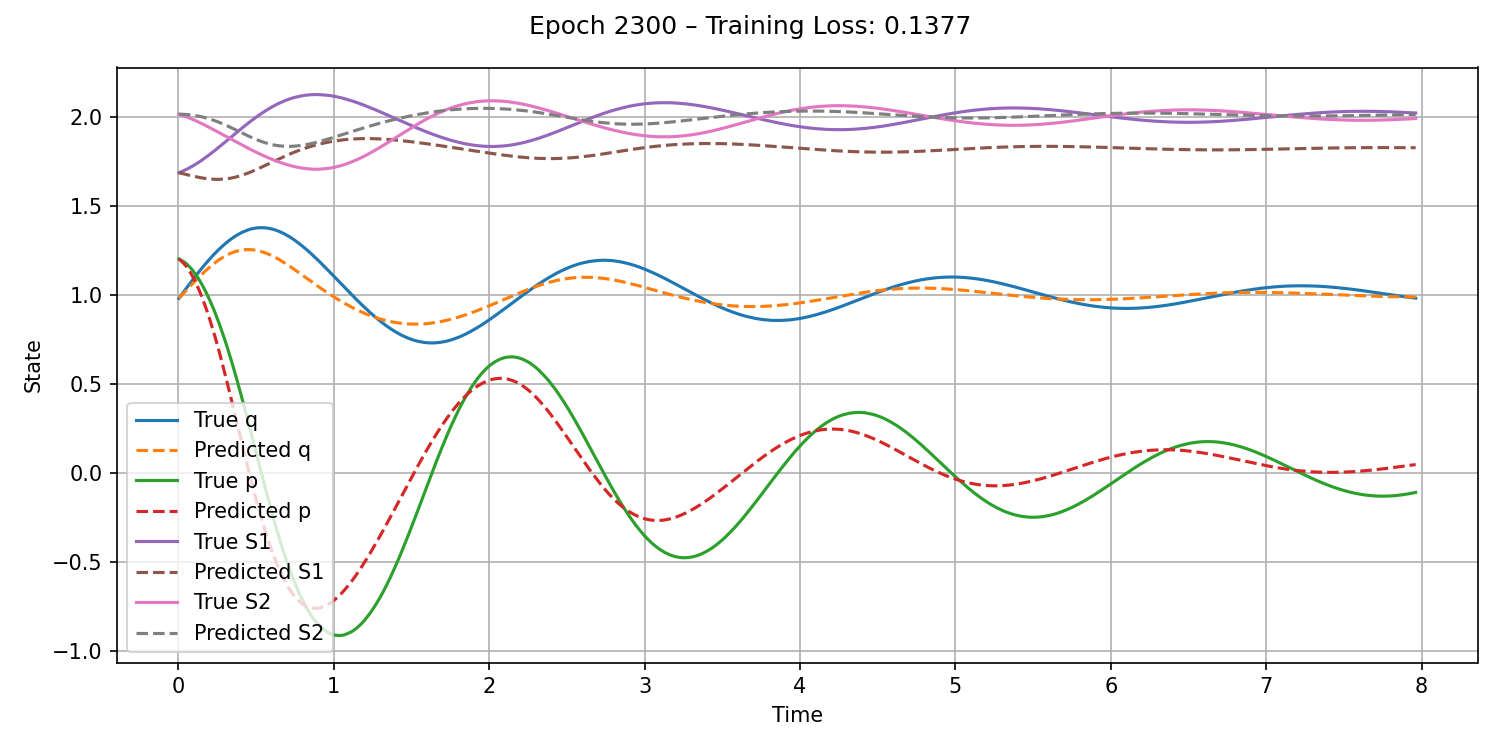 Epoch 2300 – Training Loss: 0.1377
2.0
1.5
1.0
0.5
0.0
−0.5
−1.0
State
True q
Predicted q
True p
Predicted p
True S1
Predicted S1
True S2
Predicted S2
0 1 2 3 4 5 6 7 8
Time